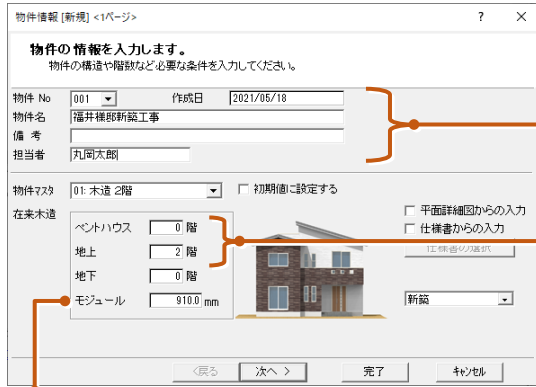 物件情報 [新規] <1ページ>
物件の情報を入力します。
物件の構造や階数など必要な条件を入力してください。
物件 No 001 作成日 2021/05/18
物件名 福井様邸新築工事
備 考
担当者 丸岡太郎
物件マスタ 01: 木造 2階 初期値に設定する
在来木造
平面詳細図からの入力
ペントハウス 0 階
仕様書からの入力
地上 2 階
仕様書の選択
地下 0 階
モジュール 910.0 mm
新築
<戻る 次へ > 完了 キャンセル